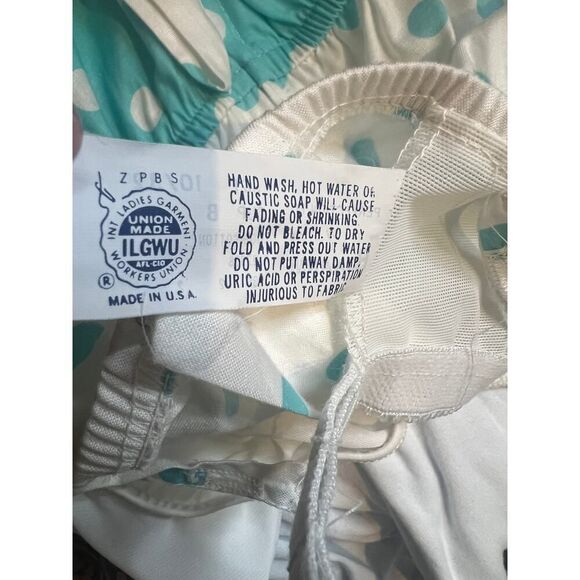 Z P B S
INT. LADIES GARMENT
UNION
MADE
ILGWU
AFL-CIO
WORKERS UNION
®
MADE IN U.S.A.
HAND WASH, HOT WATER OR
CAUSTIC SOAP WILL CAUSE
FADING OR SHRINKING
DO NOT BLEACH. TO DRY
FOLD AND PRESS OUT WATER
DO NOT PUT AWAY DAMP.
URIC ACID OR PERSPIRATION
INJURIOUS TO FABRIC